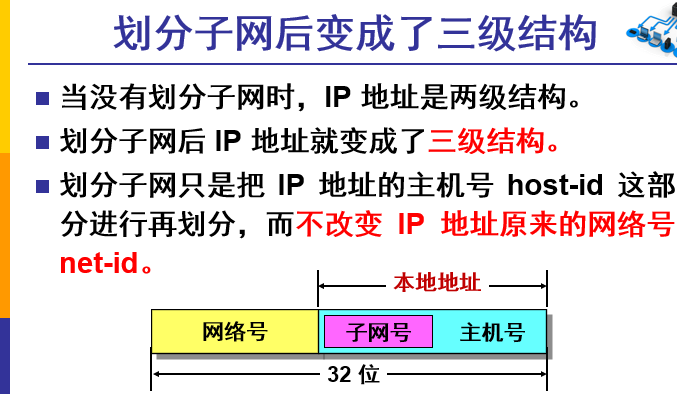 划分子网后变成了三级结构
当没有划分子网时，IP 地址是两级结构。
划分子网后 IP 地址就变成了三级结构。
划分子网只是把 IP 地址的主机号 host-id 这部
分进行再划分，而不改变 IP 地址原来的网络号
net-id。
本地地址
网络号 子网号 主机号
32 位